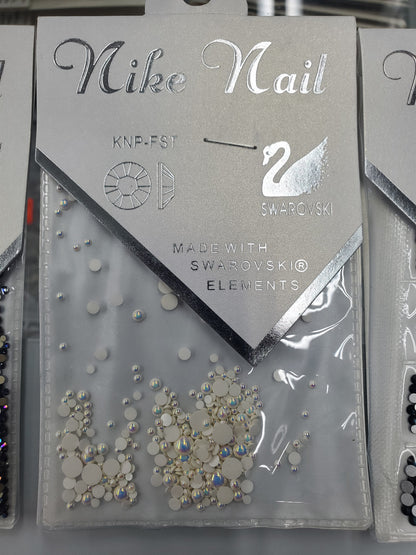 Nike Nail
KNP-FST
SWAROVSKI
MADE WITH
SWAROVSKI®
ELEMENTS